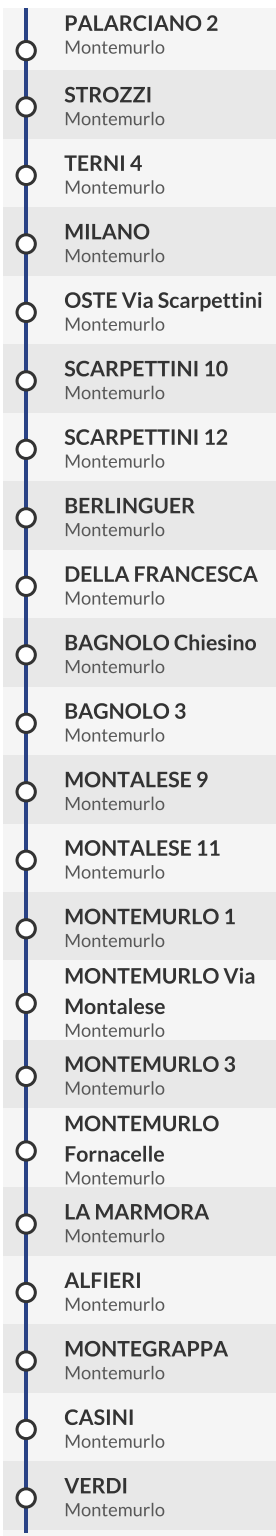 PALARCIANO 2
Montemurlo
STROZZI
Montemurlo
TERNI 4
Montemurlo
MILANO
Montemurlo
OSTE Via Scarpettini
Montemurlo
SCARPETTINI 10
Montemurlo
SCARPETTINI 12
Montemurlo
BERLINGUER
Montemurlo
DELLA FRANCESCA
Montemurlo
BAGNOLO Chiesino
Montemurlo
BAGNOLO 3
Montemurlo
MONTALESE 9
Montemurlo
MONTALESE 11
Montemurlo
MONTEMURLO 1
Montemurlo
MONTEMURLO Via
Montalese
Montemurlo
MONTEMURLO 3
Montemurlo
MONTEMURLO
Fornacelle
Montemurlo
LA MARMORA
Montemurlo
ALFIERI
Montemurlo
MONTEGRAPPA
Montemurlo
CASINI
Montemurlo
VERDI
Montemurlo